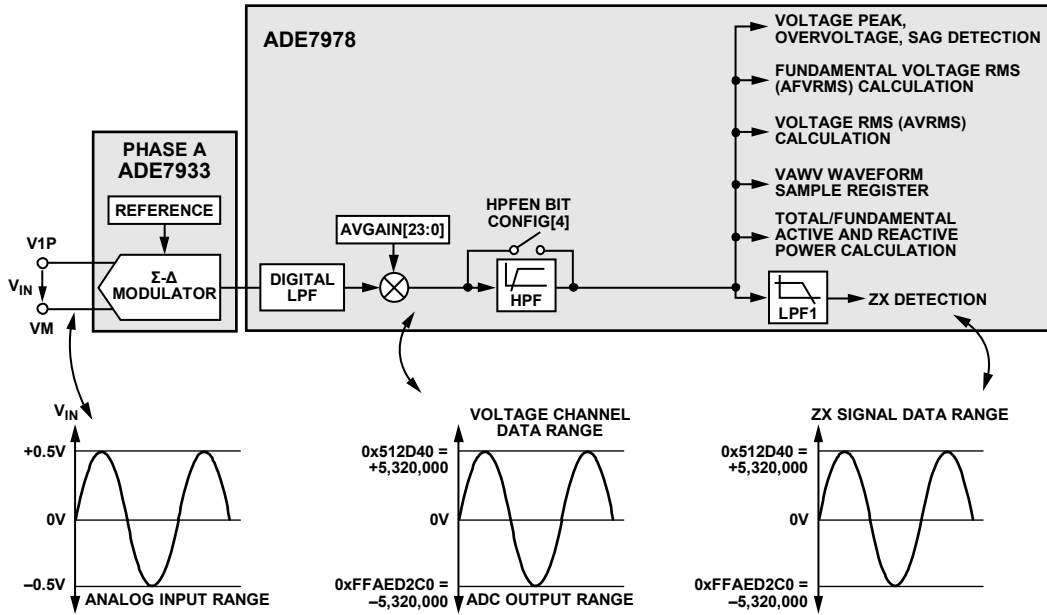 ADE7978
VOLTAGE PEAK,
OVERVOLTAGE, SAG DETECTION
FUNDAMENTAL VOLTAGE RMS
(AFVRMS) CALCULATION
VOLTAGE RMS (AVRMS)
CALCULATION
VAWV WAVEFORM
SAMPLE REGISTER
TOTAL/FUNDAMENTAL
ACTIVE AND REACTIVE
POWER CALCULATION
PHASE A
ADE7933
REFERENCE
V1P
VIN
VM
Σ-Δ
MODULATOR
DIGITAL
LPF
AVGAIN[23:0]
HPFEN BIT
CONFIG[4]
HPF
LPF1
ZX DETECTION
VIN
+0.5V
0V
–0.5V
ANALOG INPUT RANGE
VOLTAGE CHANNEL
DATA RANGE
0x512D40 =
+5,320,000
0V
0xFFAED2C0 =
–5,320,000
ADC OUTPUT RANGE
ZX SIGNAL DATA RANGE
0x512D40 =
+5,320,000
0V
0xFFAED2C0 =
–5,320,000